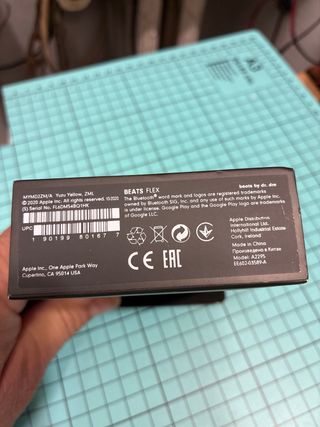 MYMD2ZM/A Yuzu Yellow, ZML
© 2020 Apple Inc. All rights reserved. 10/2020
(S) Serial No. FL6DM54BQ1HK
UPC
1 90199 80167 7
Apple Inc., One Apple Park Way
Cupertino, CA 95014 USA
BEATS FLEX
The Bluetooth® word mark and logos are registered trademarks
owned by Bluetooth SIG, Inc. and any use of such marks by Apple Inc.
is under license. Google Play and the Google Play logo are trademarks
of Google LLC.
CE EAC
beats by dr. dre
Apple Distribution
International Ltd.
Hollyhill Industrial Estate
Cork, Ireland
Made in China
Произведено в Китае
Model: A2295
EE602-03589-A